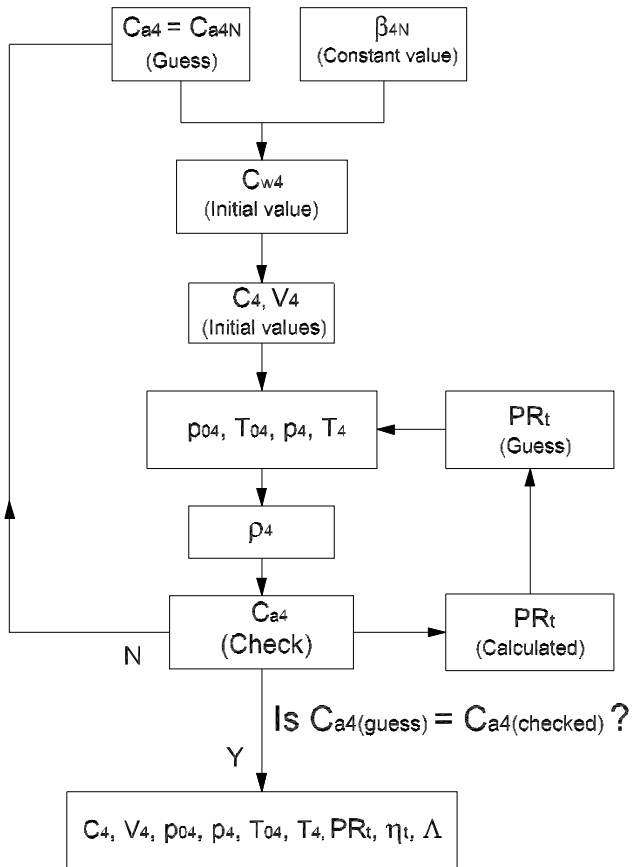 Ca4 = Ca4N
(Guess)
β4N
(Constant value)
Cw4
(Initial value)
C4, V4
(Initial values)
p04, T04, p4, T4
PRt
(Guess)
ρ4
Ca4
(Check)
PRt
(Calculated)
N
Is Ca4(guess) = Ca4(checked) ?
Y
C4, V4, p04, p4, T04, T4, PRt, ηt, Λ